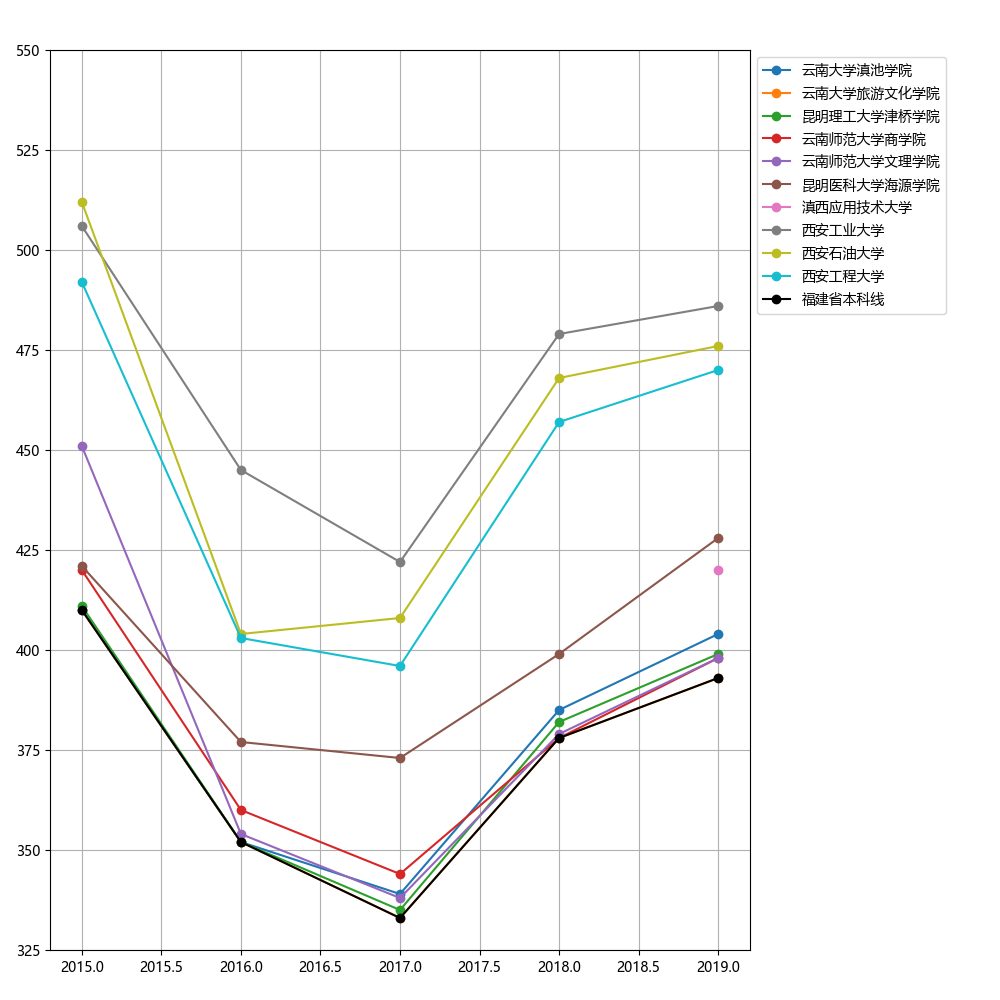 550
525
500
475
450
425
400
375
350
325
2015.0 2015.5 2016.0 2016.5 2017.0 2017.5 2018.0 2018.5 2019.0
云南大学滇池学院
云南大学旅游文化学院
昆明理工大学津桥学院
云南师范大学商学院
云南师范大学文理学院
昆明医科大学海源学院
滇西应用技术大学
西安工业大学
西安石油大学
西安工程大学
福建省本科线